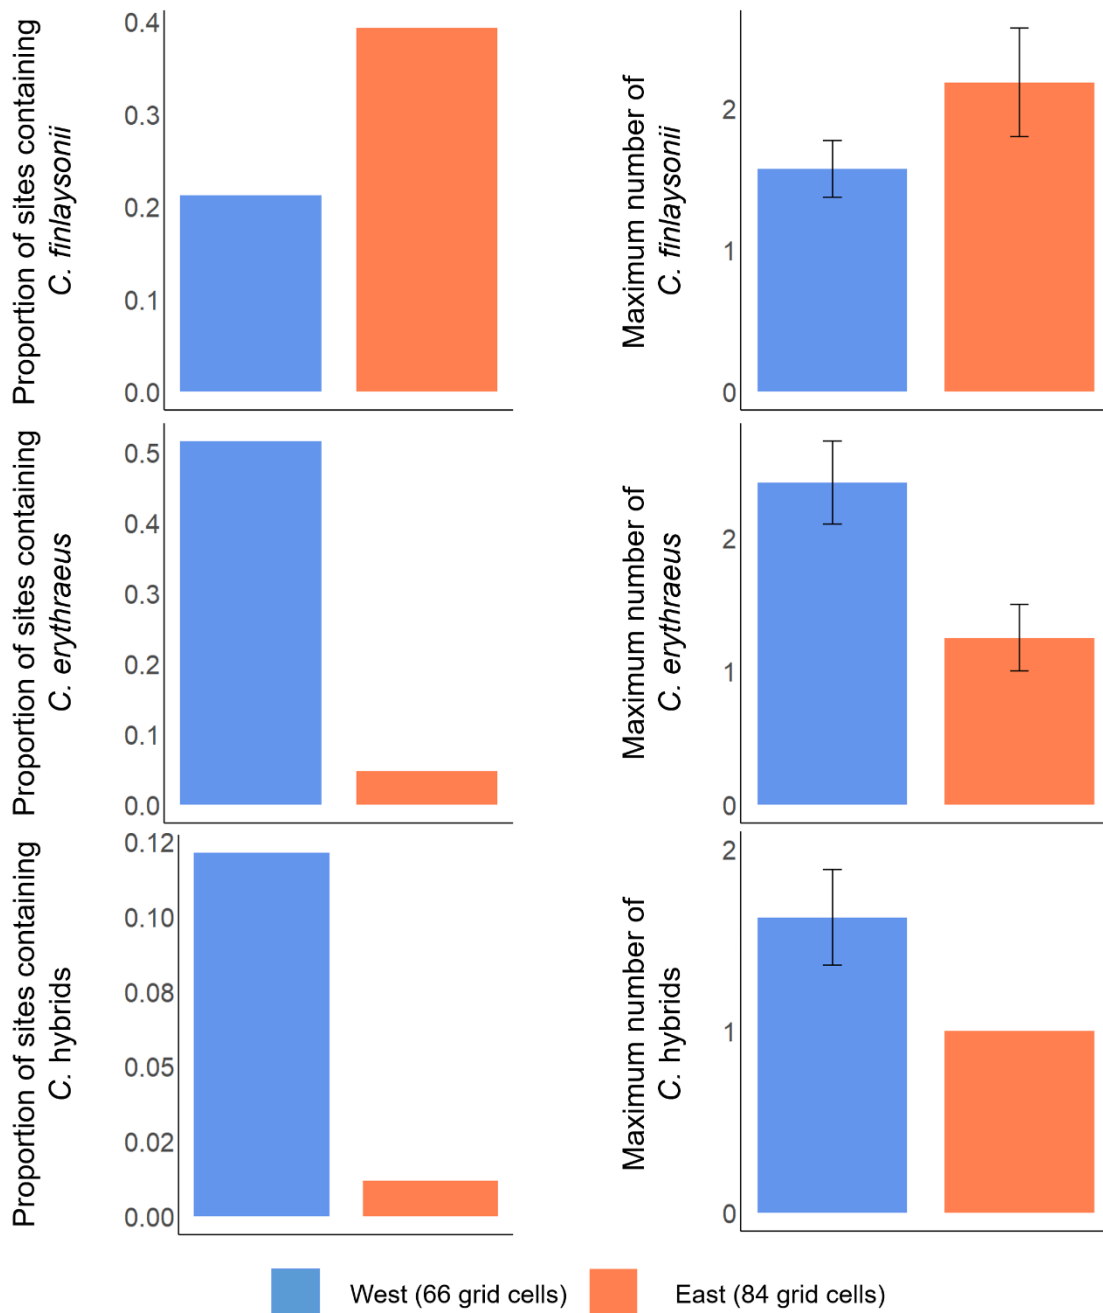 Proportion of sites containing
C. finlaysonii
0.4
0.3
0.2
0.1
0.0
Maximum number of
C. finlaysonii
2
1
0
Proportion of sites containing
C. erythraeus
0.5
0.4
0.3
0.2
0.1
0.0
Maximum number of
C. erythraeus
2
1
0
Proportion of sites containing
C. hybrids
0.12
0.10
0.08
0.05
0.02
0.00
Maximum number of
C. hybrids
2
1
0
West (66 grid cells)
East (84 grid cells)